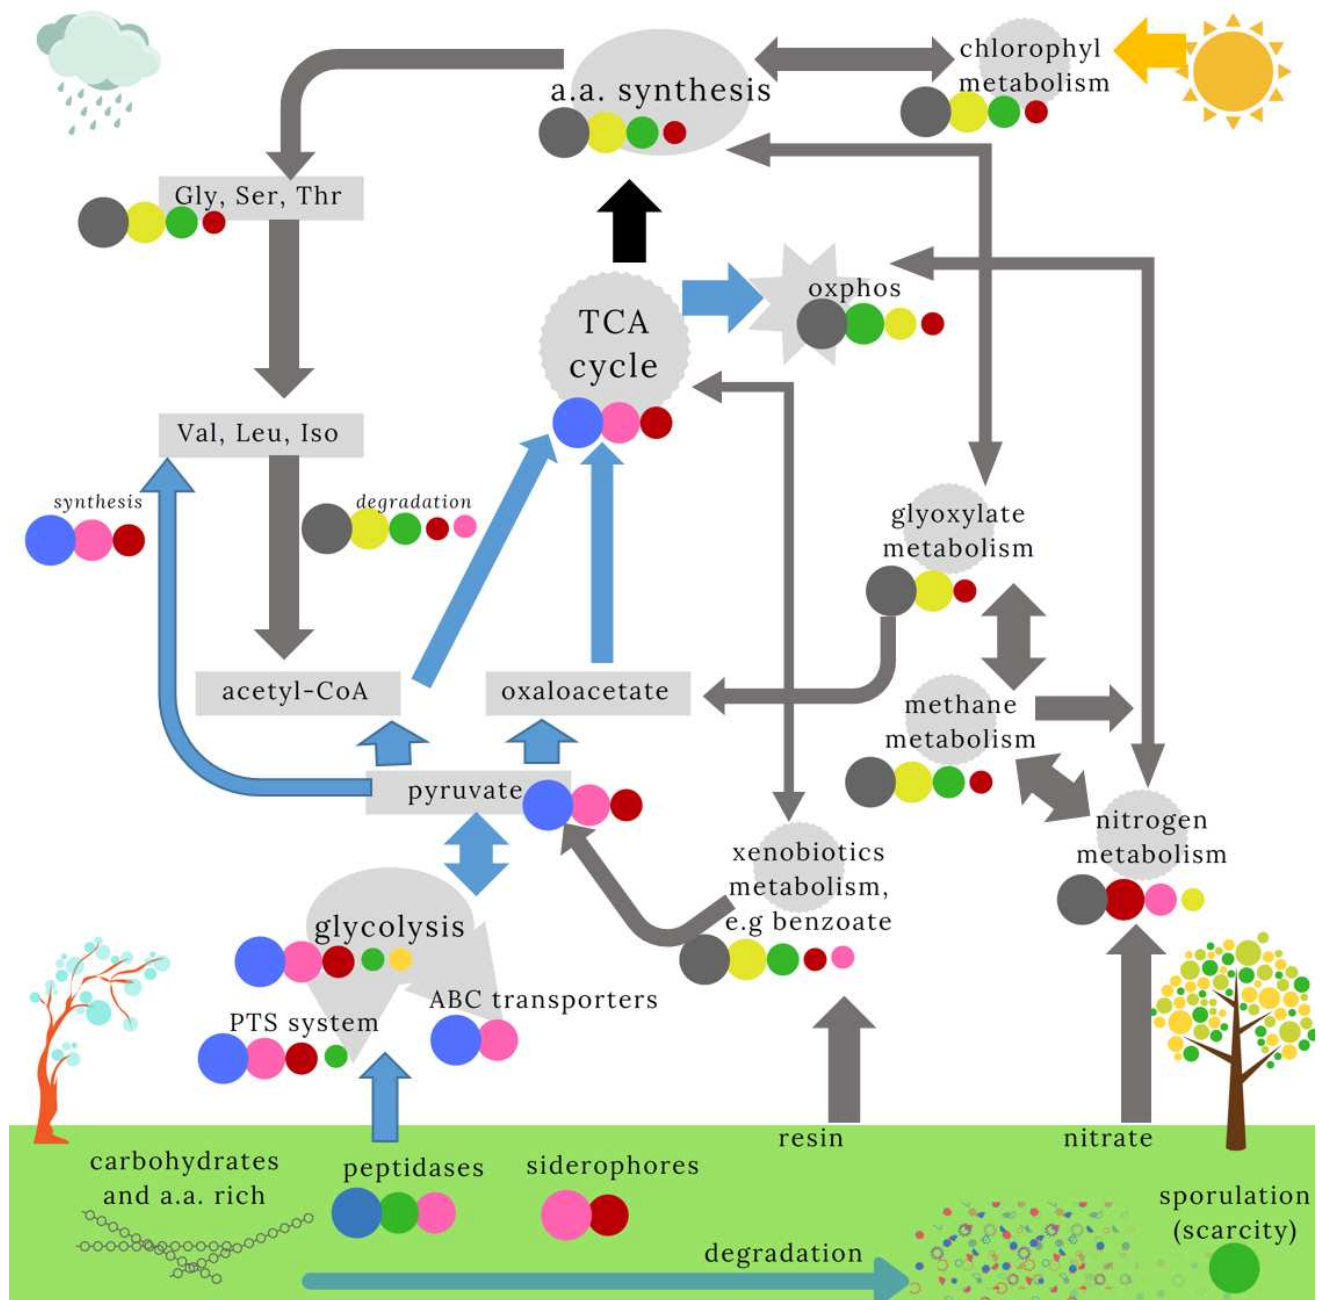 chlorophyl
metabolism
a.a. synthesis
Gly, Ser, Thr
oxphos
TCA
cycle
Val, Leu, Iso
synthesis
degradation
glyoxylate
metabolism
acetyl-CoA
oxaloacetate
methane
metabolism
pyruvate
nitrogen
metabolism
xenobiotics
metabolism,
e.g benzoate
glycolysis
ABC transporters
PTS system
resin
nitrate
carbohydrates
and a.a. rich
peptidases
siderophores
sporulation
(scarcity)
degradation